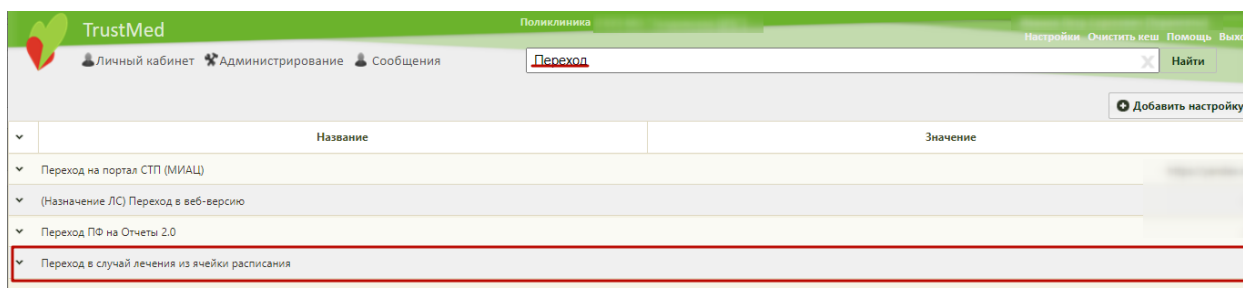 TrustMed
Поликлиника
Настройки Очистить кеш Помощь
Личный кабинет Администрирование Сообщения
Переход
Найти
Добавить настройку
Название Значение
Переход на портал СТП (МИАЦ)
(Назначение ЛС) Переход в веб-версию
Переход ПФ на Отчеты 2.0
Переход в случай лечения из ячейки расписания